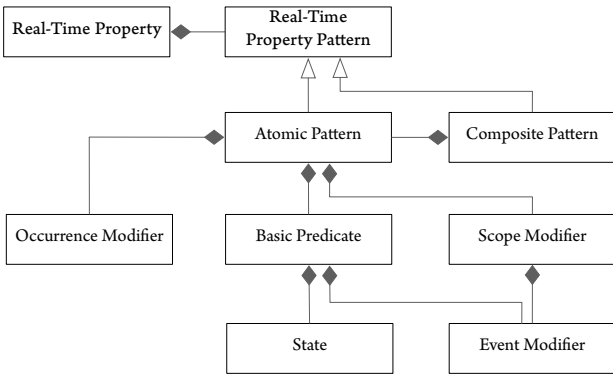 Real-Time Property
Real-Time
Property Pattern
Atomic Pattern
Composite Pattern
Occurrence Modifier
Basic Predicate
Scope Modifier
State
Event Modifier